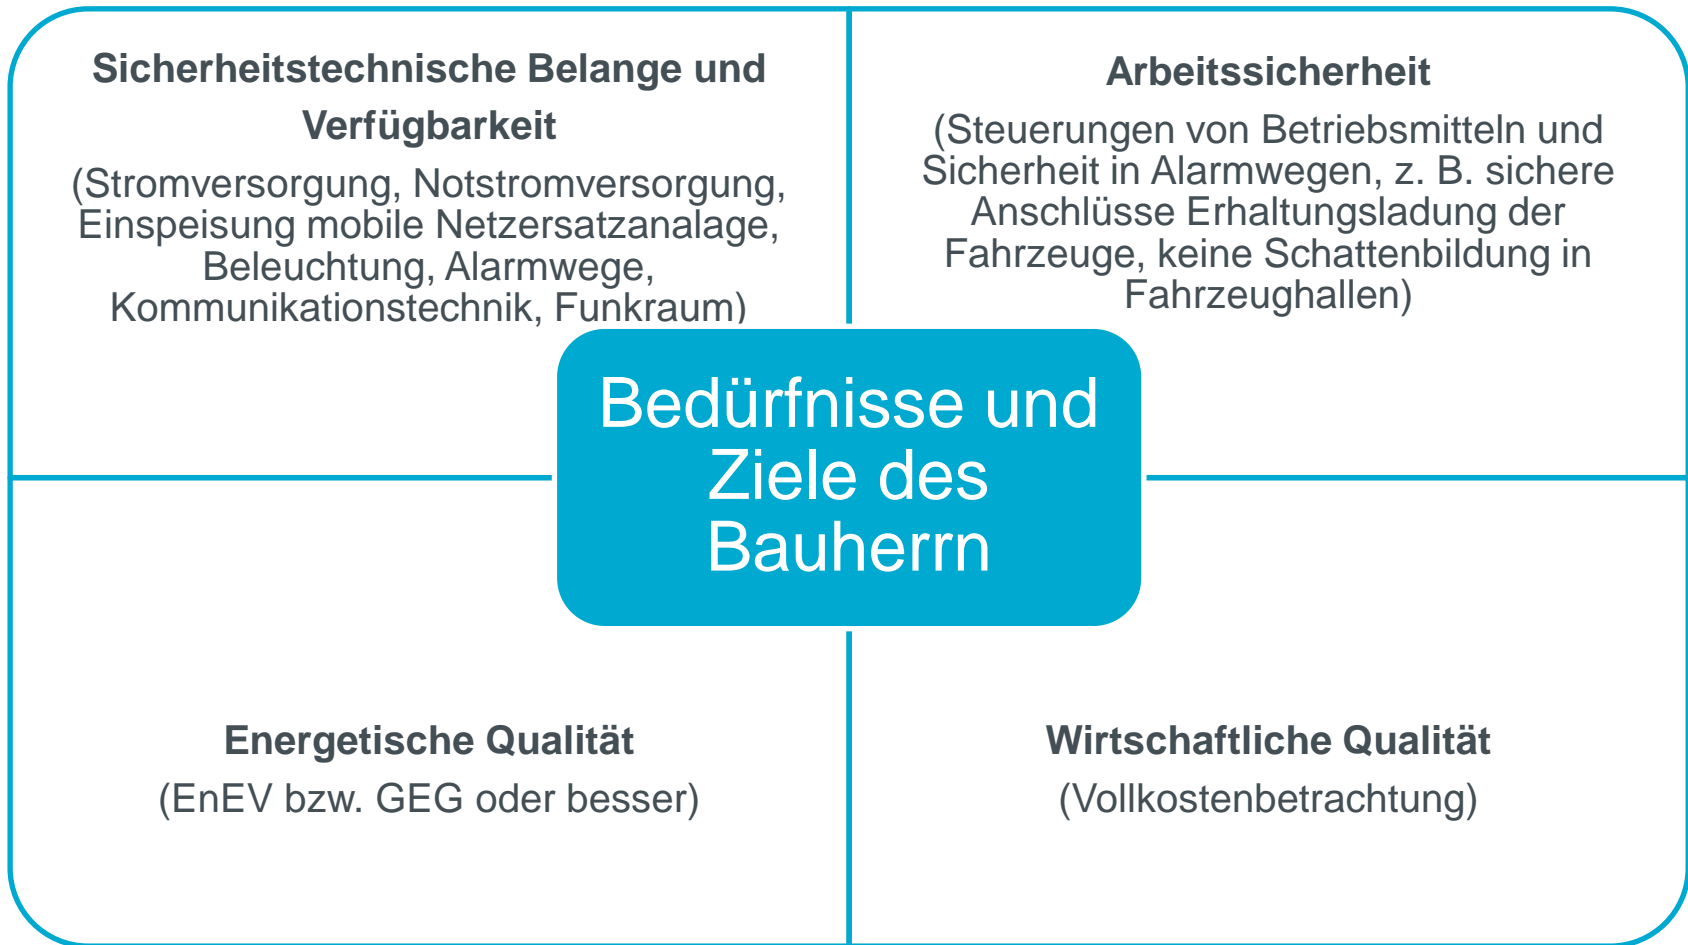 Sicherheitstechnische Belange und
Verfügbarkeit
(Stromversorgung, Notstromversorgung,
Einspeisung mobile Netzersatzanalage,
Beleuchtung, Alarmwege,
Kommunikationstechnik, Funkraum)
Arbeitssicherheit
(Steuerungen von Betriebsmitteln und
Sicherheit in Alarmwegen, z. B. sichere
Anschlüsse Erhaltungsladung der
Fahrzeuge, keine Schattenbildung in
Fahrzeughallen)
Bedürfnisse und
Ziele des
Bauherrn
Energetische Qualität
(EnEV bzw. GEG oder besser)
Wirtschaftliche Qualität
(Vollkostenbetrachtung)